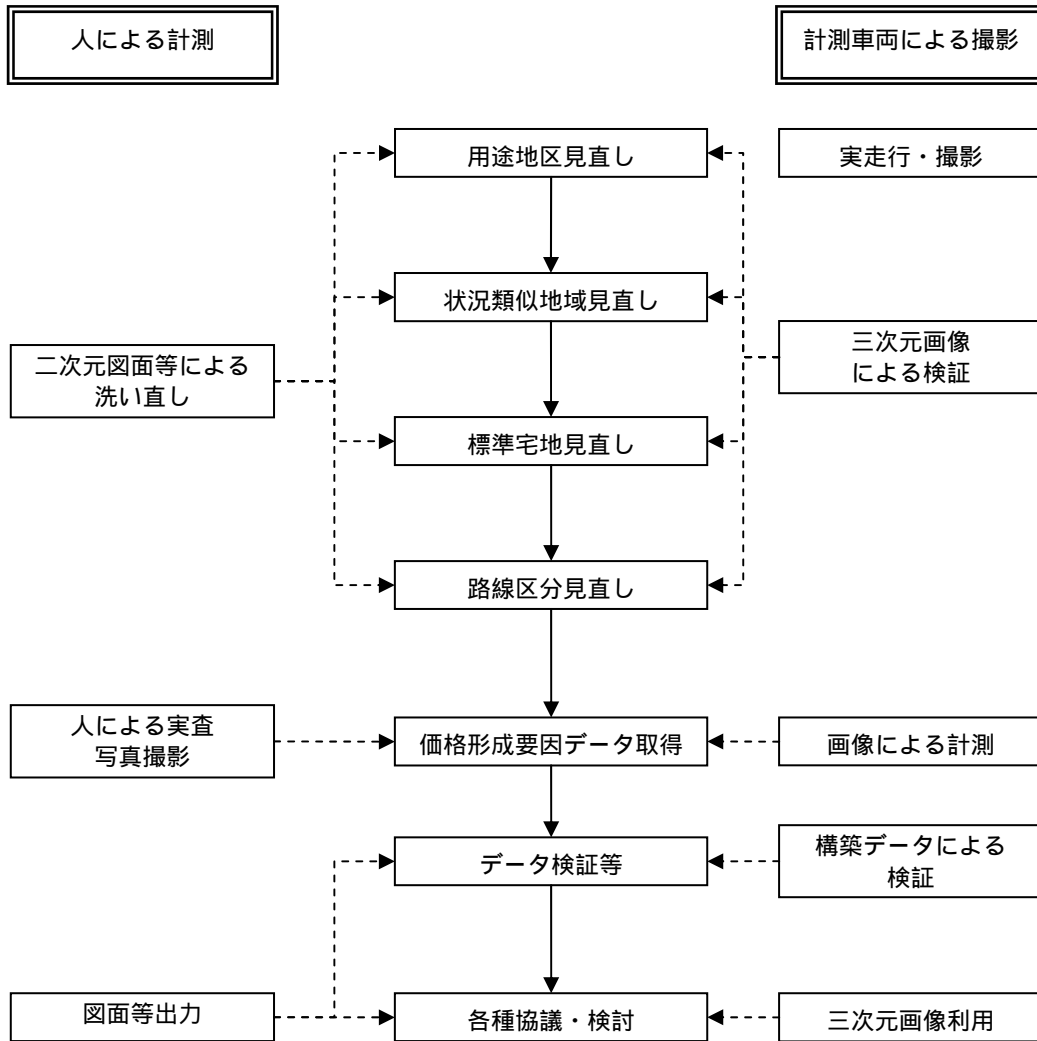 人による計測
計測車両による撮影
用途地区見直し
実走行・撮影
状況類似地域見直し
二次元図面等による
洗い直し
三次元画像
による検証
標準宅地見直し
路線区分見直し
人による実査
写真撮影
価格形成要因データ取得
画像による計測
データ検証等
構築データによる
検証
図面等出力
各種協議・検討
三次元画像利用